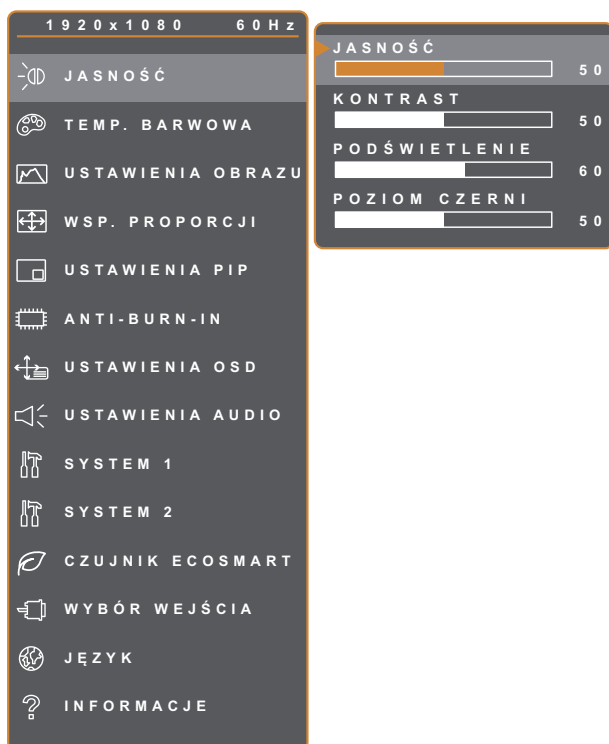 1920x1080 60Hz
JASNOŚĆ
TEMP. BARWOWA
USTAWIENIA OBRAZU
WSP. PROPORCJI
USTAWIENIA PIP
ANTI-BURN-IN
USTAWIENIA OSD
USTAWIENIA AUDIO
SYSTEM 1
SYSTEM 2
CZUJNIK ECOSMART
WYBÓR WEJŚCIA
JĘZYK
INFORMACJE
JASNOŚĆ
50
KONTRAST
50
PODŚWIETLENIE
60
POZIOM CZERNI
50